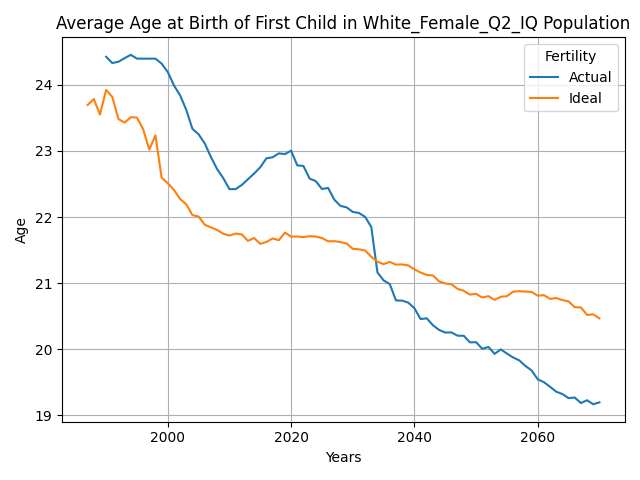 Average Age at Birth of First Child in White_Female_Q2_IQ Population
Fertility
Actual
Ideal
Age
24
23
22
21
20
19
2000
2020
2040
2060
Years